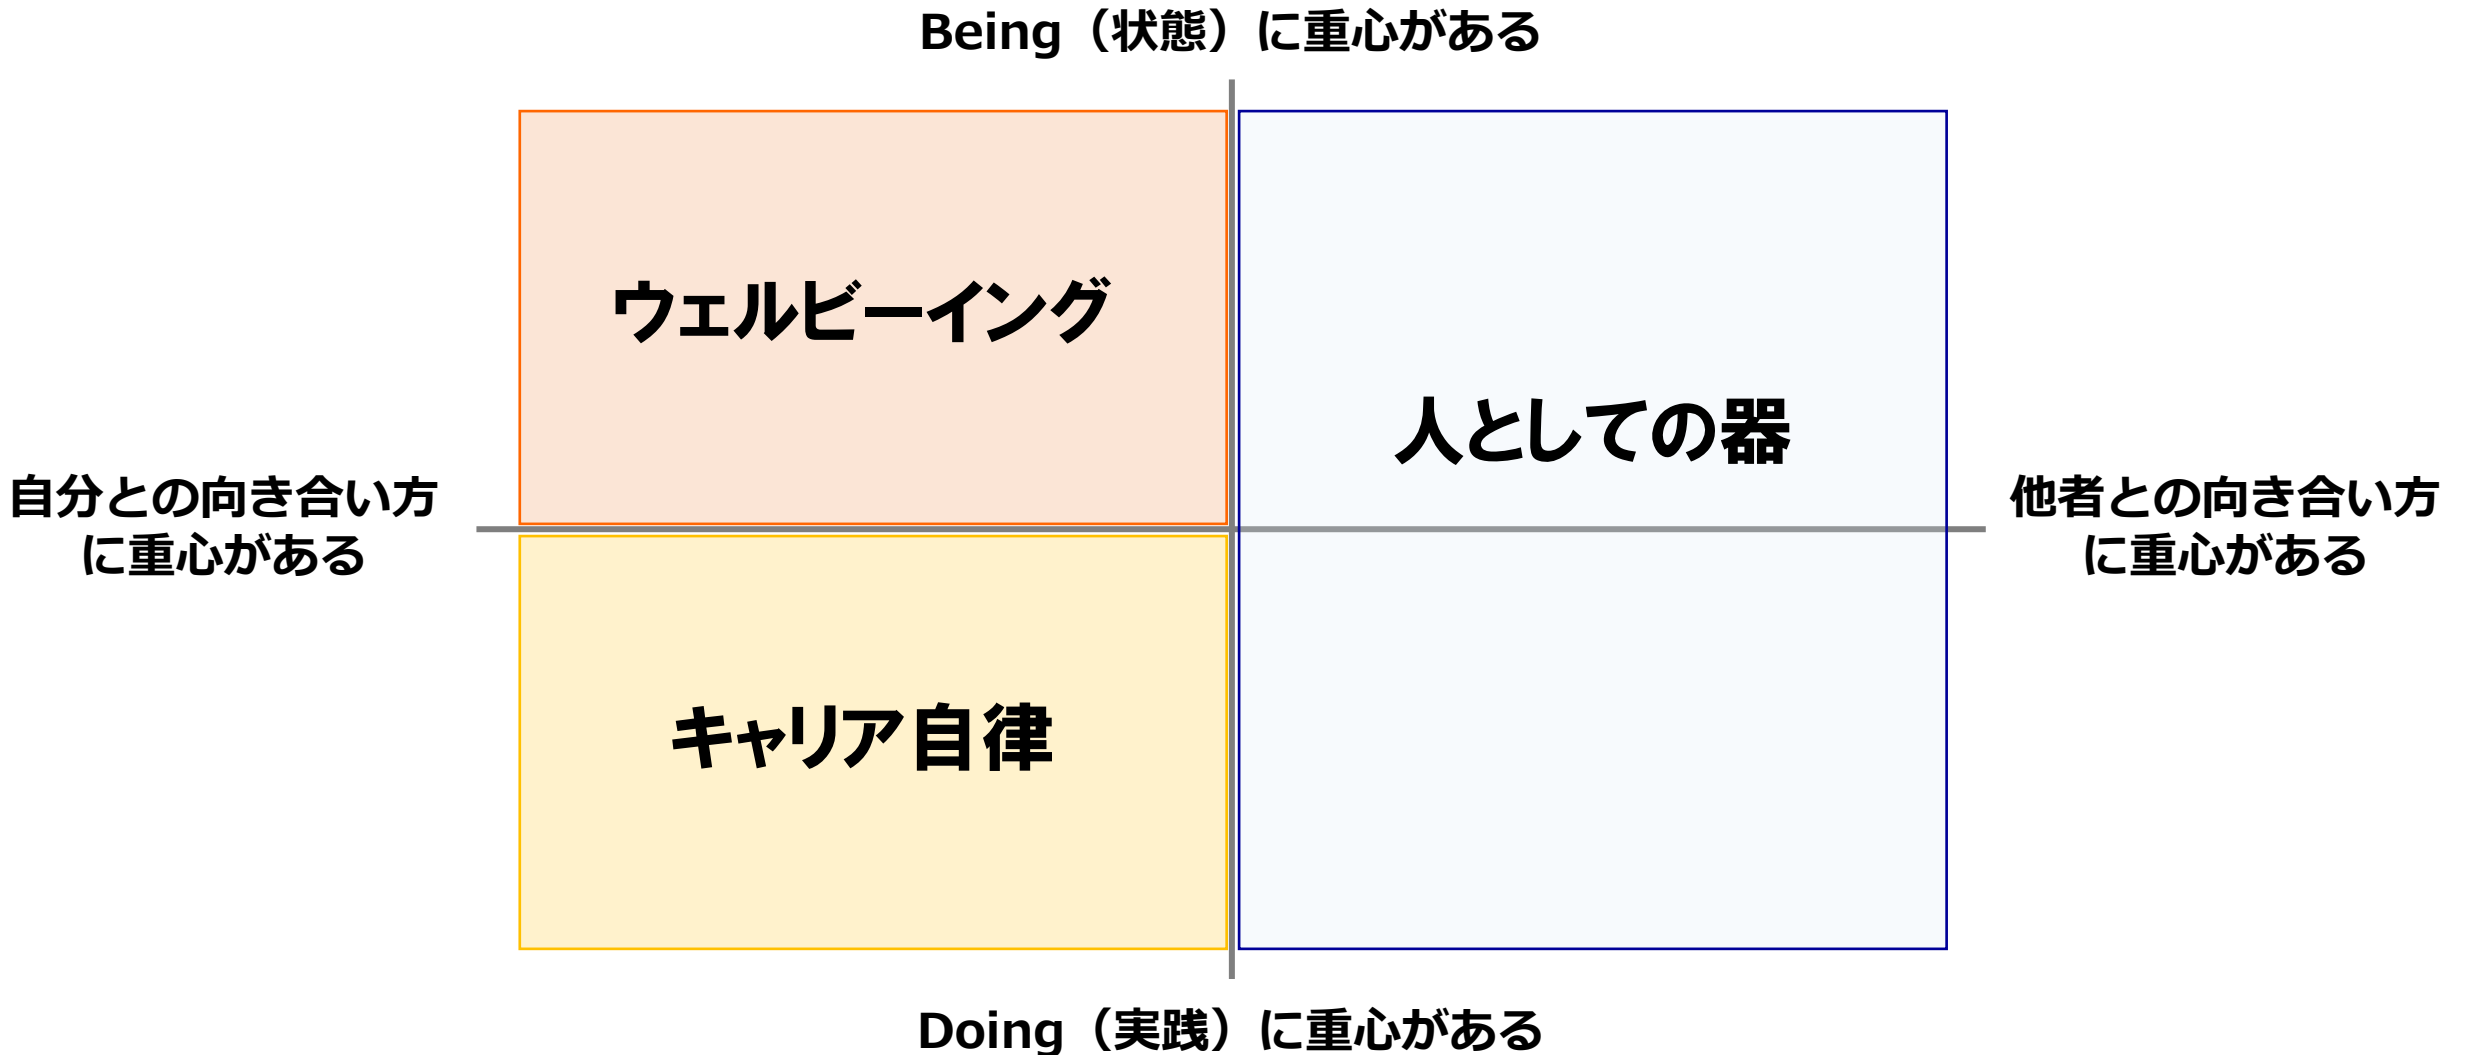 Being（状態）に重心がある
ウェルビーイング
人としての器
自分との向き合い方
に重心がある
他者との向き合い方
に重心がある
キャリア自律
Doing（実践）に重心がある